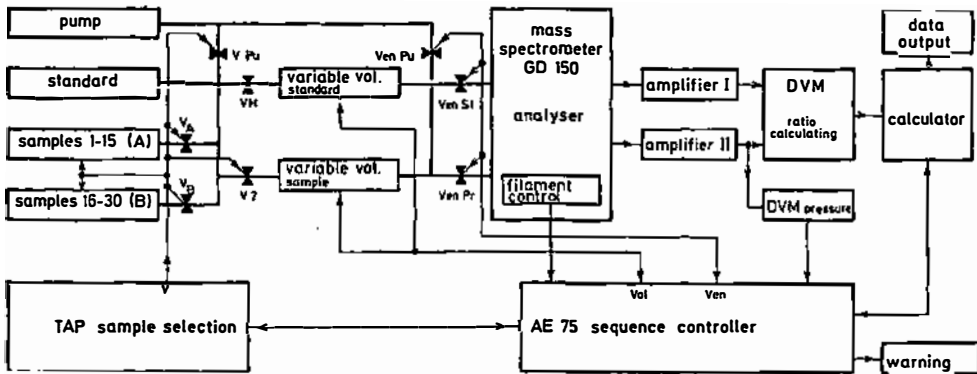 pump
V Pu
Ven Pu
mass
spectrometer
GD 150
analyser
data
output
standard
VH
variable vol.
standard
Ven St
amplifier I
DVM
ratio calculating
calculator
samples 1-15 (A)
VA
samples 16-30 (B)
VB
V2
variable vol.
sample
Ven Pr
amplifier II
filament
control
DVM pressure
V
TAP sample selection
Vol
Ven
AE 75 sequence controller
warning